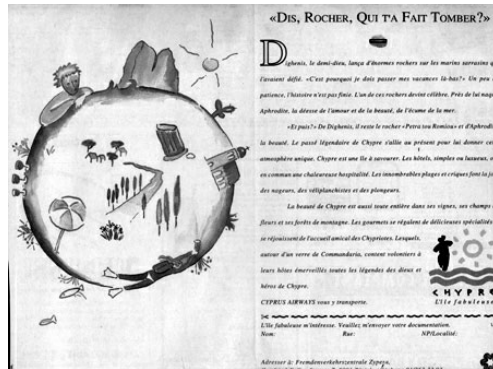 «DIS, ROCHER, QUI T'A FAIT TOMBER?»
Dighenis, le demi-dieu, lança d'énormes rochers sur les marins sarrasins q
l'avaient défié. «C'est pourquoi je dois passer mes vacances là-bas?» Un peu
patience, l'histoire n'est pas finie. L'un de ces rochers devint célèbre. Près de lui naqu
Aphrodite, la déesse de l'amour et de la beauté, de l'écume de la mer.
«Et puis?» De Dighenis, il reste le rocher «Petra tou Romiou» et d'Aphrod
la beauté. Le passé légendaire de Chypre s'allie au présent pour lui donner ce
atmosphère unique. Chypre est une île à savourer. Les hôtels, simples ou luxueux,
en commun une chaleureuse hospitalité. Les innombrables plages et criques font la jo
des nageurs, des véliplanchistes et des plongeurs.
La beauté de Chypre est aussi toute entière dans ses vignes, ses champs
fleurs et ses forêts de montagne. Les gourmets se régalent de délicieuses spécialités
se réjouissent de l'accueil amical des Chypriotes. Lesquels,
autour d'un verre de Commandaria, content volontiers à
leurs hôtes émerveillés toutes les légendes des dieux et
héros de Chypre.
CYPRUS AIRWAYS vous y transporte.
CHYPR
L'île fabuleuse
L'île fabuleuse m'intéresse. Veuillez m'envoyer votre documentation.
Nom: Rue: NP/Localité:
Adresser à: Fremdenverkehrszentrale Zypern,